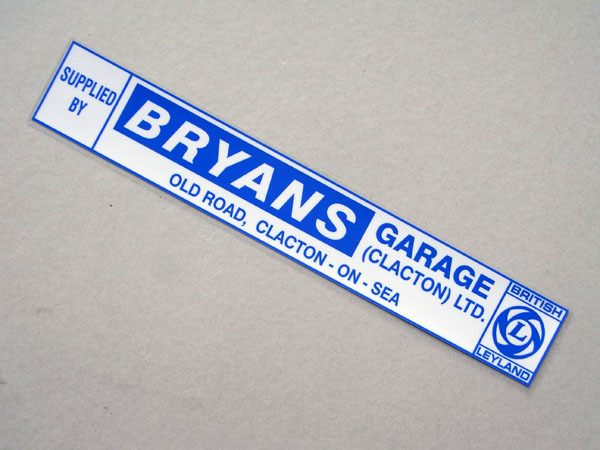 SUPPLIED
BY
BRYANS
GARAGE
(CLACTON) LTD.
OLD ROAD, CLACTON - ON - SEA
BRITISH
L
LEYLAND